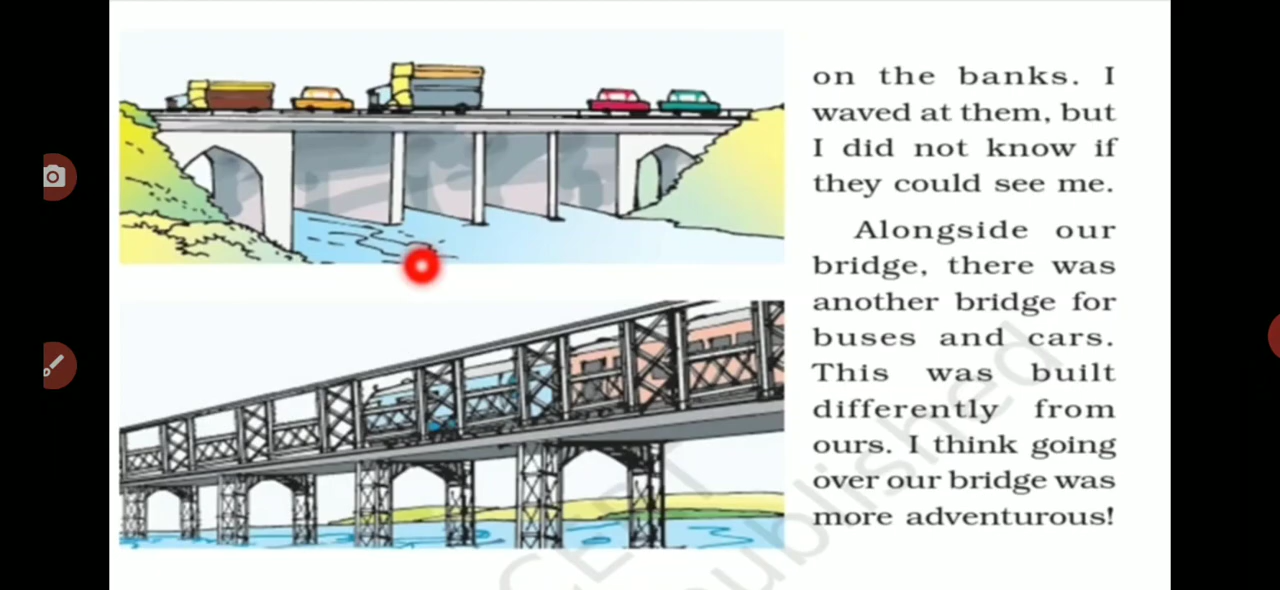 on the banks. I
waved at them, but
I did not know if
they could see me.
Alongside our
bridge, there was
another bridge for
buses and cars.
This was built
differently from
ours. I think going
over our bridge was
more adventurous!